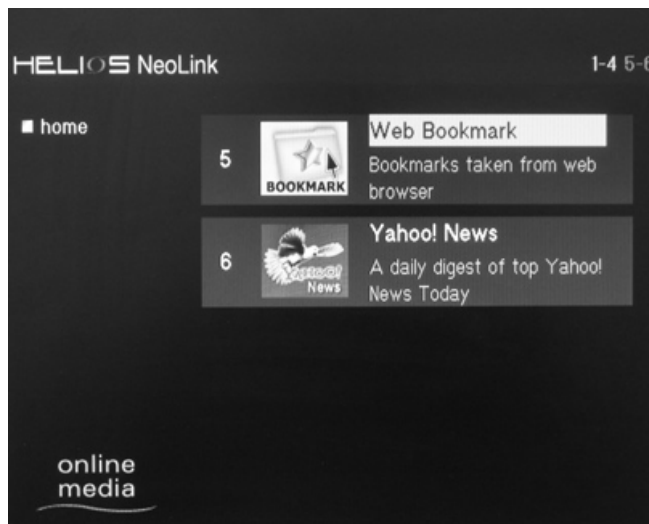 HELIOS NeoLink
1-4 5-6
home
5
BOOKMARK
Web Bookmark
Bookmarks taken from web
browser
6
YAHOO!
News
Yahoo! News
A daily digest of top Yahoo!
News Today
online
media